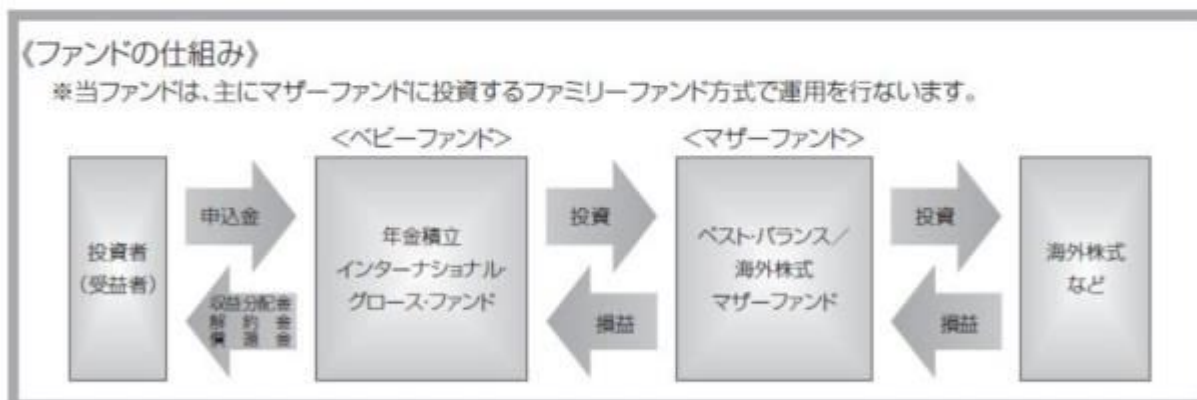 《ファンドの仕組み》
※当ファンドは、主にマザーファンドに投資するファミリーファンド方式で運用を行ないます。
<ベビーファンド>
<マザーファンド>
投資者
(受益者)
申込金
収益分配金
解約金
償還金
年金積立
インターナショナル・
グロース・ファンド
投資
損益
ベスト・バランス/
海外株式
マザーファンド
投資
損益
海外株式
など